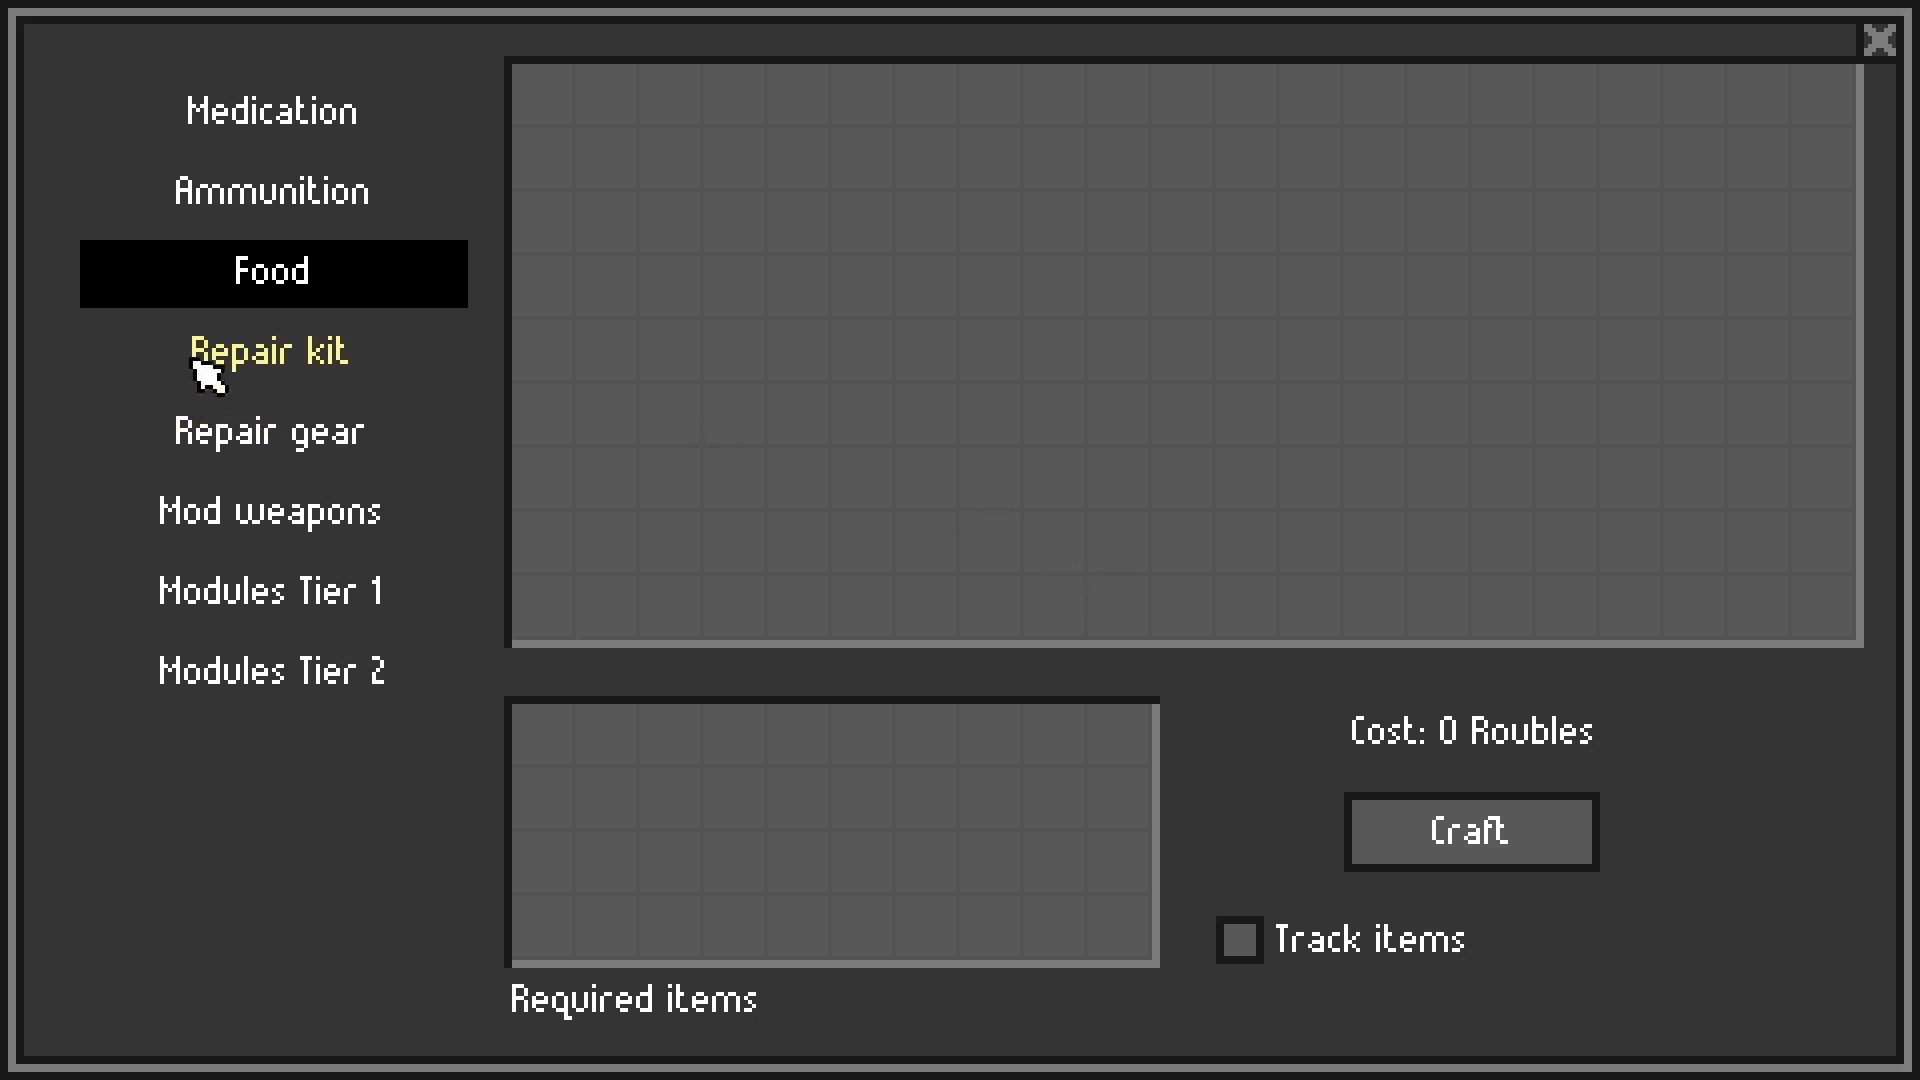 Medication
Ammunition
Food
Repair kit
Repair gear
Mod weapons
Modules Tier 1
Modules Tier 2
Cost: 0 Roubles
Craft
Track items
Required items